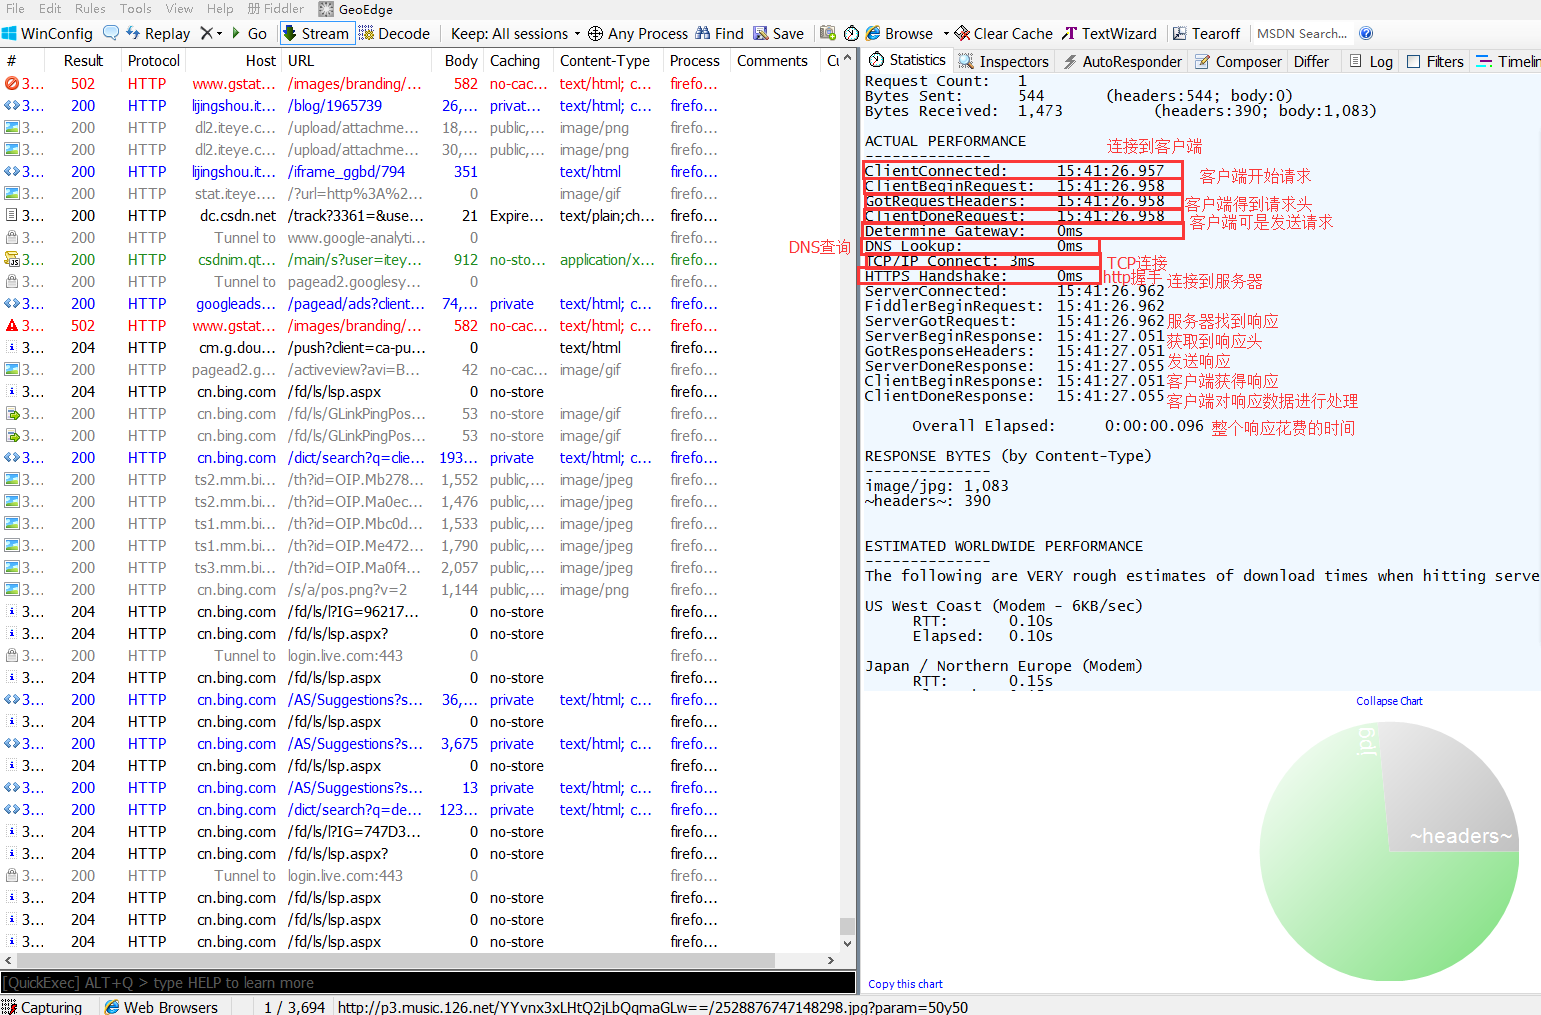 File Edit Rules Tools View Help 册 Fiddler GeoEdge
WinConfig Replay Go Stream Decode Keep: All sessions Any Process Find Save Browse Clear Cache TextWizard Tearoff MSDN Search...
# Result Protocol Host URL Body Caching Content-Type Process Comments Cu
3... 502 HTTP www.gstat... /images/branding/... 582 no-cac... text/html; c... firefo...
3... 200 HTTP lijingshou.it... /blog/1965739 26,... privat... text/html; c... firefo...
3... 200 HTTP dl2.iteye.c... /upload/attachme... 18,... public,... image/png firefo...
3... 200 HTTP dl2.iteye.c... /upload/attachme... 30,... public,... image/png firefo...
3... 200 HTTP lijingshou.it... /iframe_ggbd/794 351 text/html firefo...
3... 200 HTTP stat.iteye.... /?url=http%3A%2... 0 image/gif firefo...
3... 200 HTTP dc.csdn.net /track?3361=&use... 21 Expire... text/plain;ch... firefo...
3... 200 HTTP Tunnel to www.google-analyti... 0 firefo...
3... 200 HTTP csdnim.qt... /main/s?user=itey... 912 no-sto... application/x... firefo...
3... 200 HTTP Tunnel to pagead2.googlesy... 0 firefo...
3... 200 HTTP googleads.... /pagead/ads?client... 74,... private text/html; c... firefo...
3... 502 HTTP www.gstat... /images/branding/... 582 no-cac... text/html; c... firefo...
3... 204 HTTP cm.g.dou... /push?client=ca-pu... 0 text/html firefo...
3... 200 HTTP pagead2.g... /activeview?avi=B... 42 no-cac... image/gif firefo...
3... 200 HTTP cn.bing.com /fd/ls/lsp.aspx 0 no-store firefo...
3... 200 HTTP cn.bing.com /fd/ls/GLinkPingPos... 53 no-store image/gif firefo...
3... 200 HTTP cn.bing.com /fd/ls/GLinkPingPos... 53 no-store image/gif firefo...
3... 200 HTTP cn.bing.com /dict/search?q=clie... 193... private text/html; c... firefo...
3... 200 HTTP ts2.mm.bi... /th?id=OIP.Mb278... 1,552 public,... image/jpeg firefo...
3... 200 HTTP ts2.mm.bi... /th?id=OIP.Ma0ec... 1,476 public,... image/jpeg firefo...
3... 200 HTTP ts1.mm.bi... /th?id=OIP.Mbc0d... 1,533 public,... image/jpeg firefo...
3... 200 HTTP ts1.mm.bi... /th?id=OIP.Me472... 1,790 public,... image/jpeg firefo...
3... 200 HTTP ts3.mm.bi... /th?id=OIP.Ma0f4... 2,057 public,... image/jpeg firefo...
3... 200 HTTP cn.bing.com /s/a/pos.png?v=2 1,144 public,... image/png firefo...
3... 204 HTTP cn.bing.com /fd/ls/l?IG=96217... 0 no-store firefo...
3... 204 HTTP cn.bing.com /fd/ls/lsp.aspx? 0 no-store firefo...
3... 200 HTTP Tunnel to login.live.com:443 0 firefo...
3... 204 HTTP cn.bing.com /fd/ls/lsp.aspx 0 no-store firefo...
3... 200 HTTP cn.bing.com /AS/Suggestions?s... 36,... private text/html; c... firefo...
3... 204 HTTP cn.bing.com /fd/ls/lsp.aspx 0 no-store firefo...
3... 200 HTTP cn.bing.com /AS/Suggestions?s... 3,675 private text/html; c... firefo...
3... 204 HTTP cn.bing.com /fd/ls/lsp.aspx 0 no-store firefo...
3... 200 HTTP cn.bing.com /AS/Suggestions?s... 13 private text/html; c... firefo...
3... 200 HTTP cn.bing.com /dict/search?q=de... 123... private text/html; c... firefo...
3... 204 HTTP cn.bing.com /fd/ls/l?IG=747D3... 0 no-store firefo...
3... 204 HTTP cn.bing.com /fd/ls/lsp.aspx? 0 no-store firefo...
3... 200 HTTP Tunnel to login.live.com:443 0 firefo...
3... 204 HTTP cn.bing.com /fd/ls/lsp.aspx 0 no-store firefo...
3... 204 HTTP cn.bing.com /fd/ls/lsp.aspx 0 no-store firefo...
3... 204 HTTP cn.bing.com /fd/ls/lsp.aspx 0 no-store firefo...
Statistics Inspectors AutoResponder Composer Differ Log Filters Timelin
Request Count: 1
Bytes Sent: 544 (headers:544; body:0)
Bytes Received: 1,473 (headers:390; body:1,083)
ACTUAL PERFORMANCE
--------------
连接到客户端
ClientConnected: 15:41:26.957
ClientBeginRequest: 15:41:26.958 客户端开始请求
GotRequestHeaders: 15:41:26.958 客户端得到请求头
ClientDoneRequest: 15:41:26.958 客户端可是发送请求
Determine Gateway: 0ms
DNS查询 DNS Lookup: 0ms
TCP/IP Connect: 3ms TCP连接
HTTPS Handshake: 0ms http握手
ServerConnected: 15:41:26.962 连接到服务器
FiddlerBeginRequest: 15:41:26.962
ServerGotRequest: 15:41:26.962 服务器找到响应
ServerBeginResponse: 15:41:27.051
GotResponseHeaders: 15:41:27.051 获取到响应头
ServerDoneResponse: 15:41:27.055 发送响应
ClientBeginResponse: 15:41:27.051 客户端获得响应
ClientDoneResponse: 15:41:27.055 客户端对响应数据进行处理
Overall Elapsed: 0:00:00.096 整个响应花费的时间
RESPONSE BYTES (by Content-Type)
--------------
image/jpg: 1,083
~headers~: 390
ESTIMATED WORLDWIDE PERFORMANCE
--------------
The following are VERY rough estimates of download times when hitting serve
US West Coast (Modem - 6KB/sec)
RTT: 0.10s
Elapsed: 0.10s
Japan / Northern Europe (Modem)
RTT: 0.15s
Collapse Chart
jpg
~headers~
Copy this chart
[QuickExec] ALT+Q > type HELP to learn more
Capturing Web Browsers 1 / 3,694 http://p3.music.126.net/YYvnx3xLHtQ2jLbQqmaGLw==/2528876747148298.jpg?param=50y50